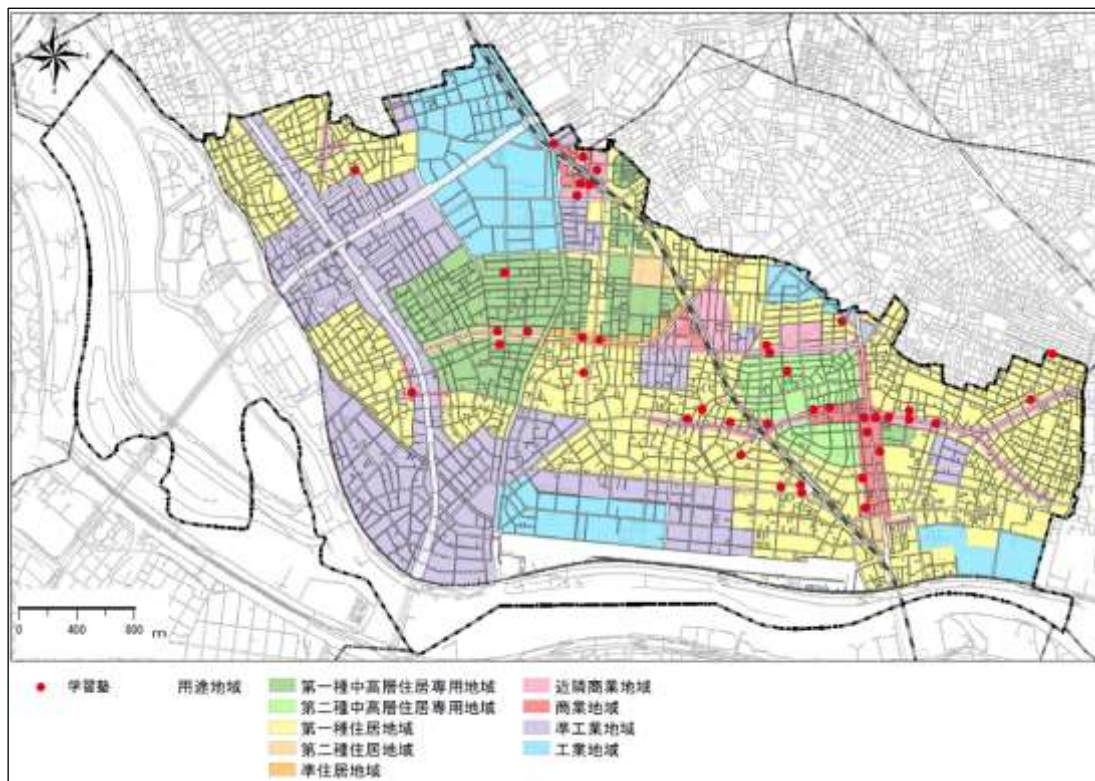 0 400 800 m
学習塾
用途地域
第一種中高層住居専用地域
第二種中高層住居専用地域
第一種住居地域
第二種住居地域
準住居地域
近隣商業地域
商業地域
準工業地域
工業地域